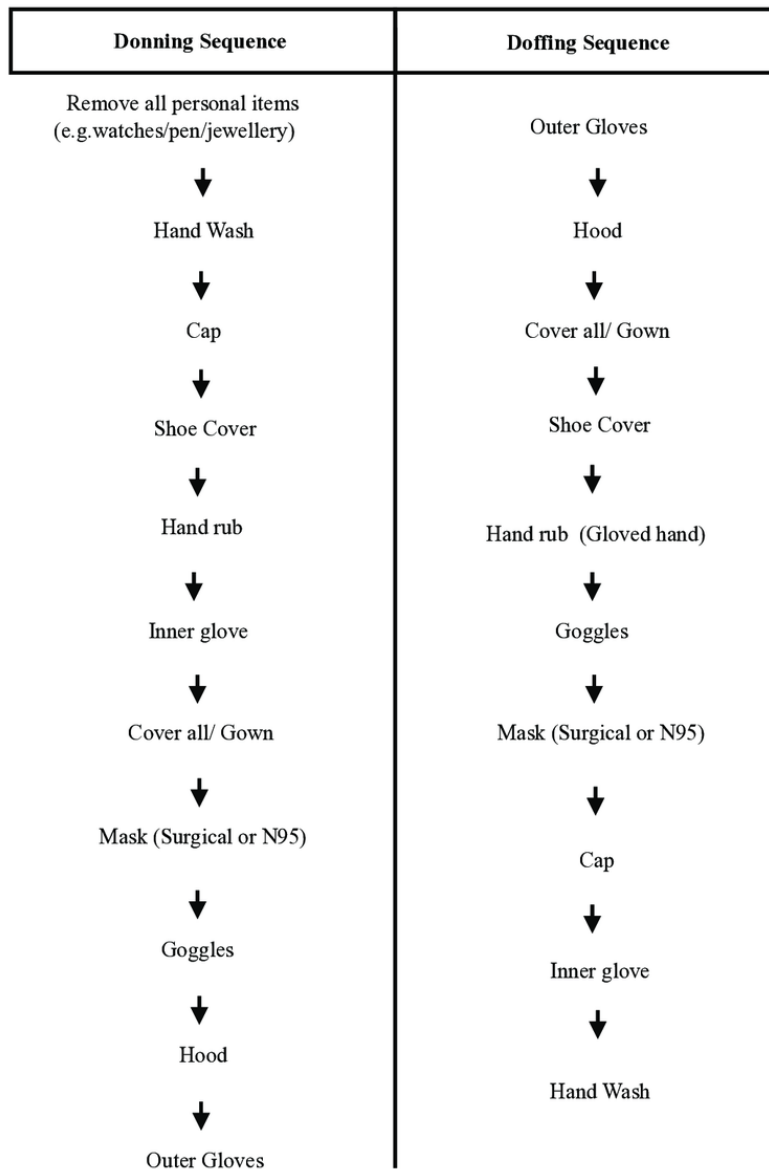 Donning Sequence
Remove all personal items
(e.g.watches/pen/jewellery)
Hand Wash
Cap
Shoe Cover
Hand rub
Inner glove
Cover all/ Gown
Mask (Surgical or N95)
Goggles
Hood
Outer Gloves
Doffing Sequence
Outer Gloves
Hood
Cover all/ Gown
Shoe Cover
Hand rub (Gloved hand)
Goggles
Mask (Surgical or N95)
Cap
Inner glove
Hand Wash